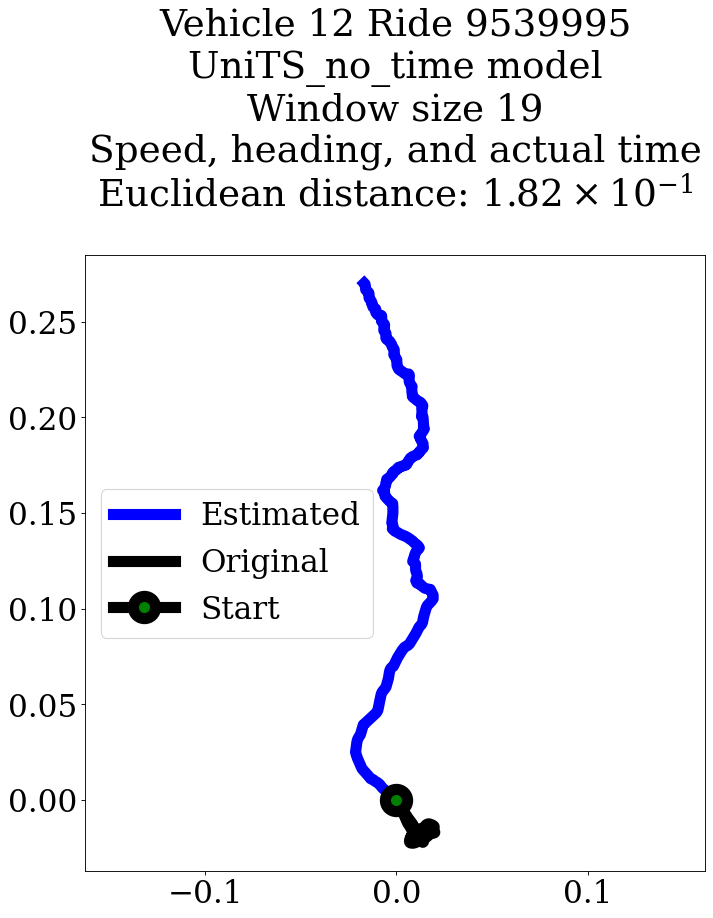 Vehicle 12 Ride 9539995
UniTS_no_time model
Window size 19
Speed, heading, and actual time
Euclidean distance: 1.82 × 10⁻¹
0.25
0.20
0.15
0.10
0.05
0.00
Estimated
Original
Start
−0.1
0.0
0.1